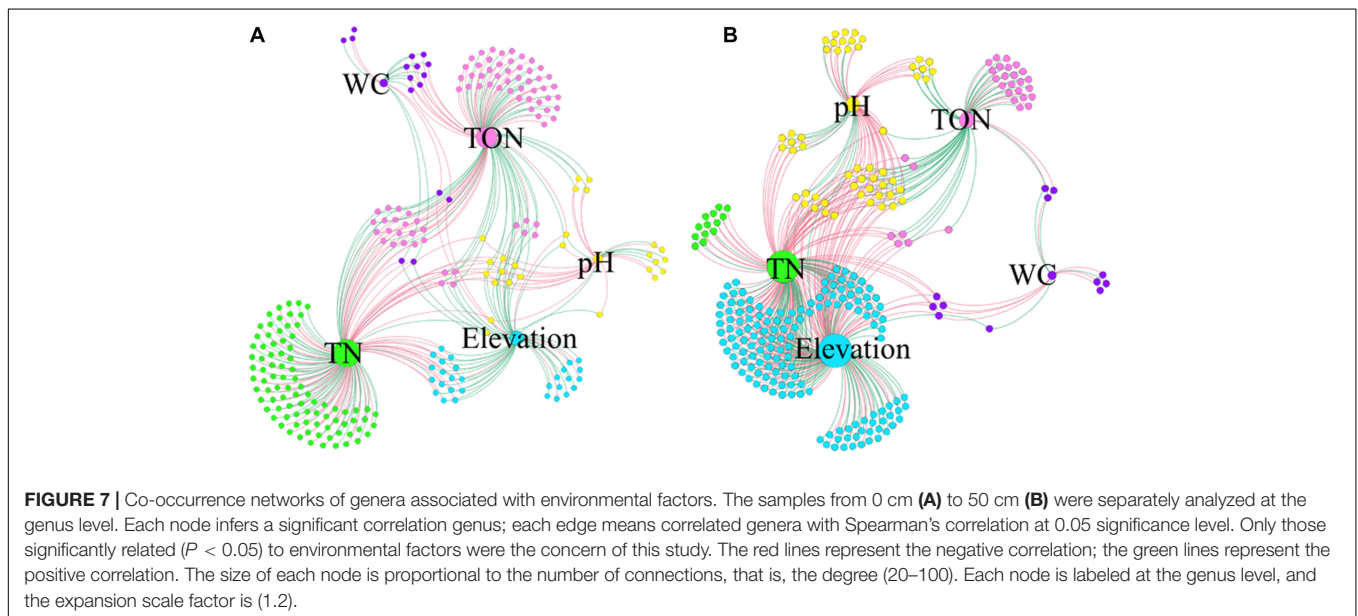 A
WC
TON
pH
TN
Elevation
B
pH
TON
TN
WC
Elevation
FIGURE 7 | Co-occurrence networks of genera associated with environmental factors. The samples from 0 cm (A) to 50 cm (B) were separately analyzed at the
genus level. Each node infers a significant correlation genus; each edge means correlated genera with Spearman's correlation at 0.05 significance level. Only those
significantly related (P < 0.05) to environmental factors were the concern of this study. The red lines represent the negative correlation; the green lines represent the
positive correlation. The size of each node is proportional to the number of connections, that is, the degree (20–100). Each node is labeled at the genus level, and
the expansion scale factor is (1.2).